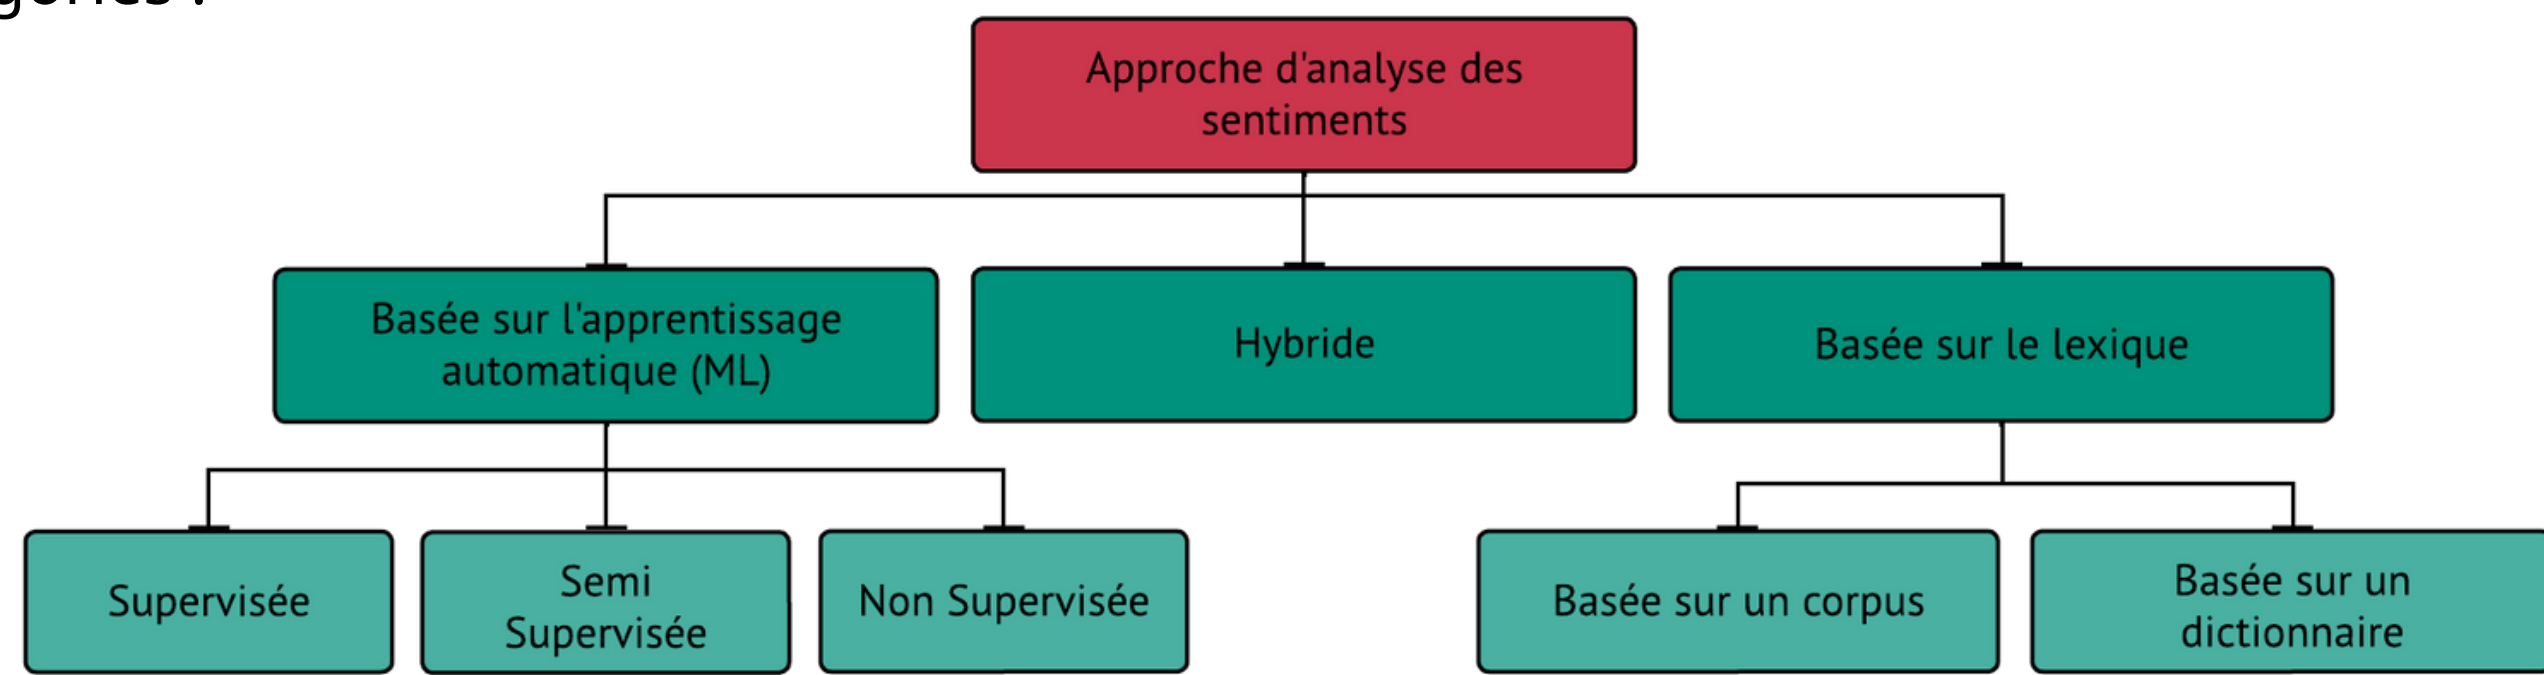 Approche d'analyse des
sentiments
Basée sur l'apprentissage
automatique (ML)
Hybride
Basée sur le lexique
Supervisée
Semi
Supervisée
Non Supervisée
Basée sur un corpus
Basée sur un
dictionnaire